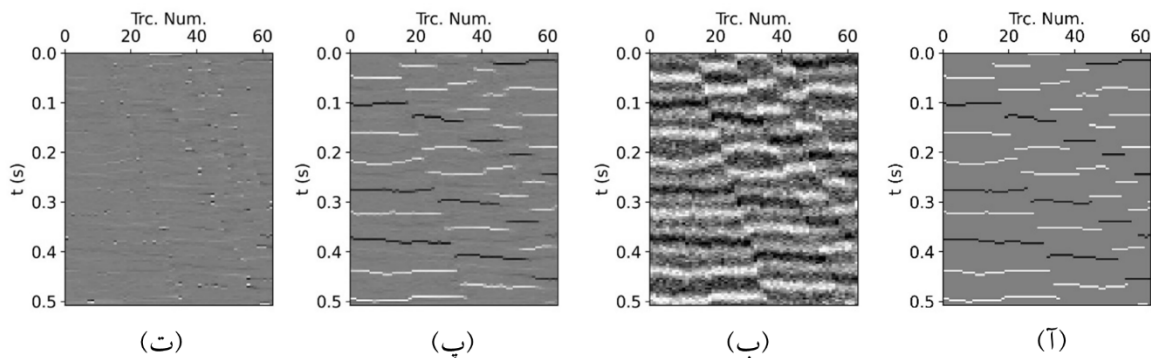 Trc. Num. Trc. Num. Trc. Num. Trc. Num.
0 20 40 60 0 20 40 60 0 20 40 60 0 20 40 60
0.0 0.0 0.0 0.0
0.1 0.1 0.1 0.1
0.2 0.2 0.2 0.2
t (s) t (s) t (s) t (s)
0.3 0.3 0.3 0.3
0.4 0.4 0.4 0.4
0.5 0.5 0.5 0.5
(آ) (ب) (پ) (ت)